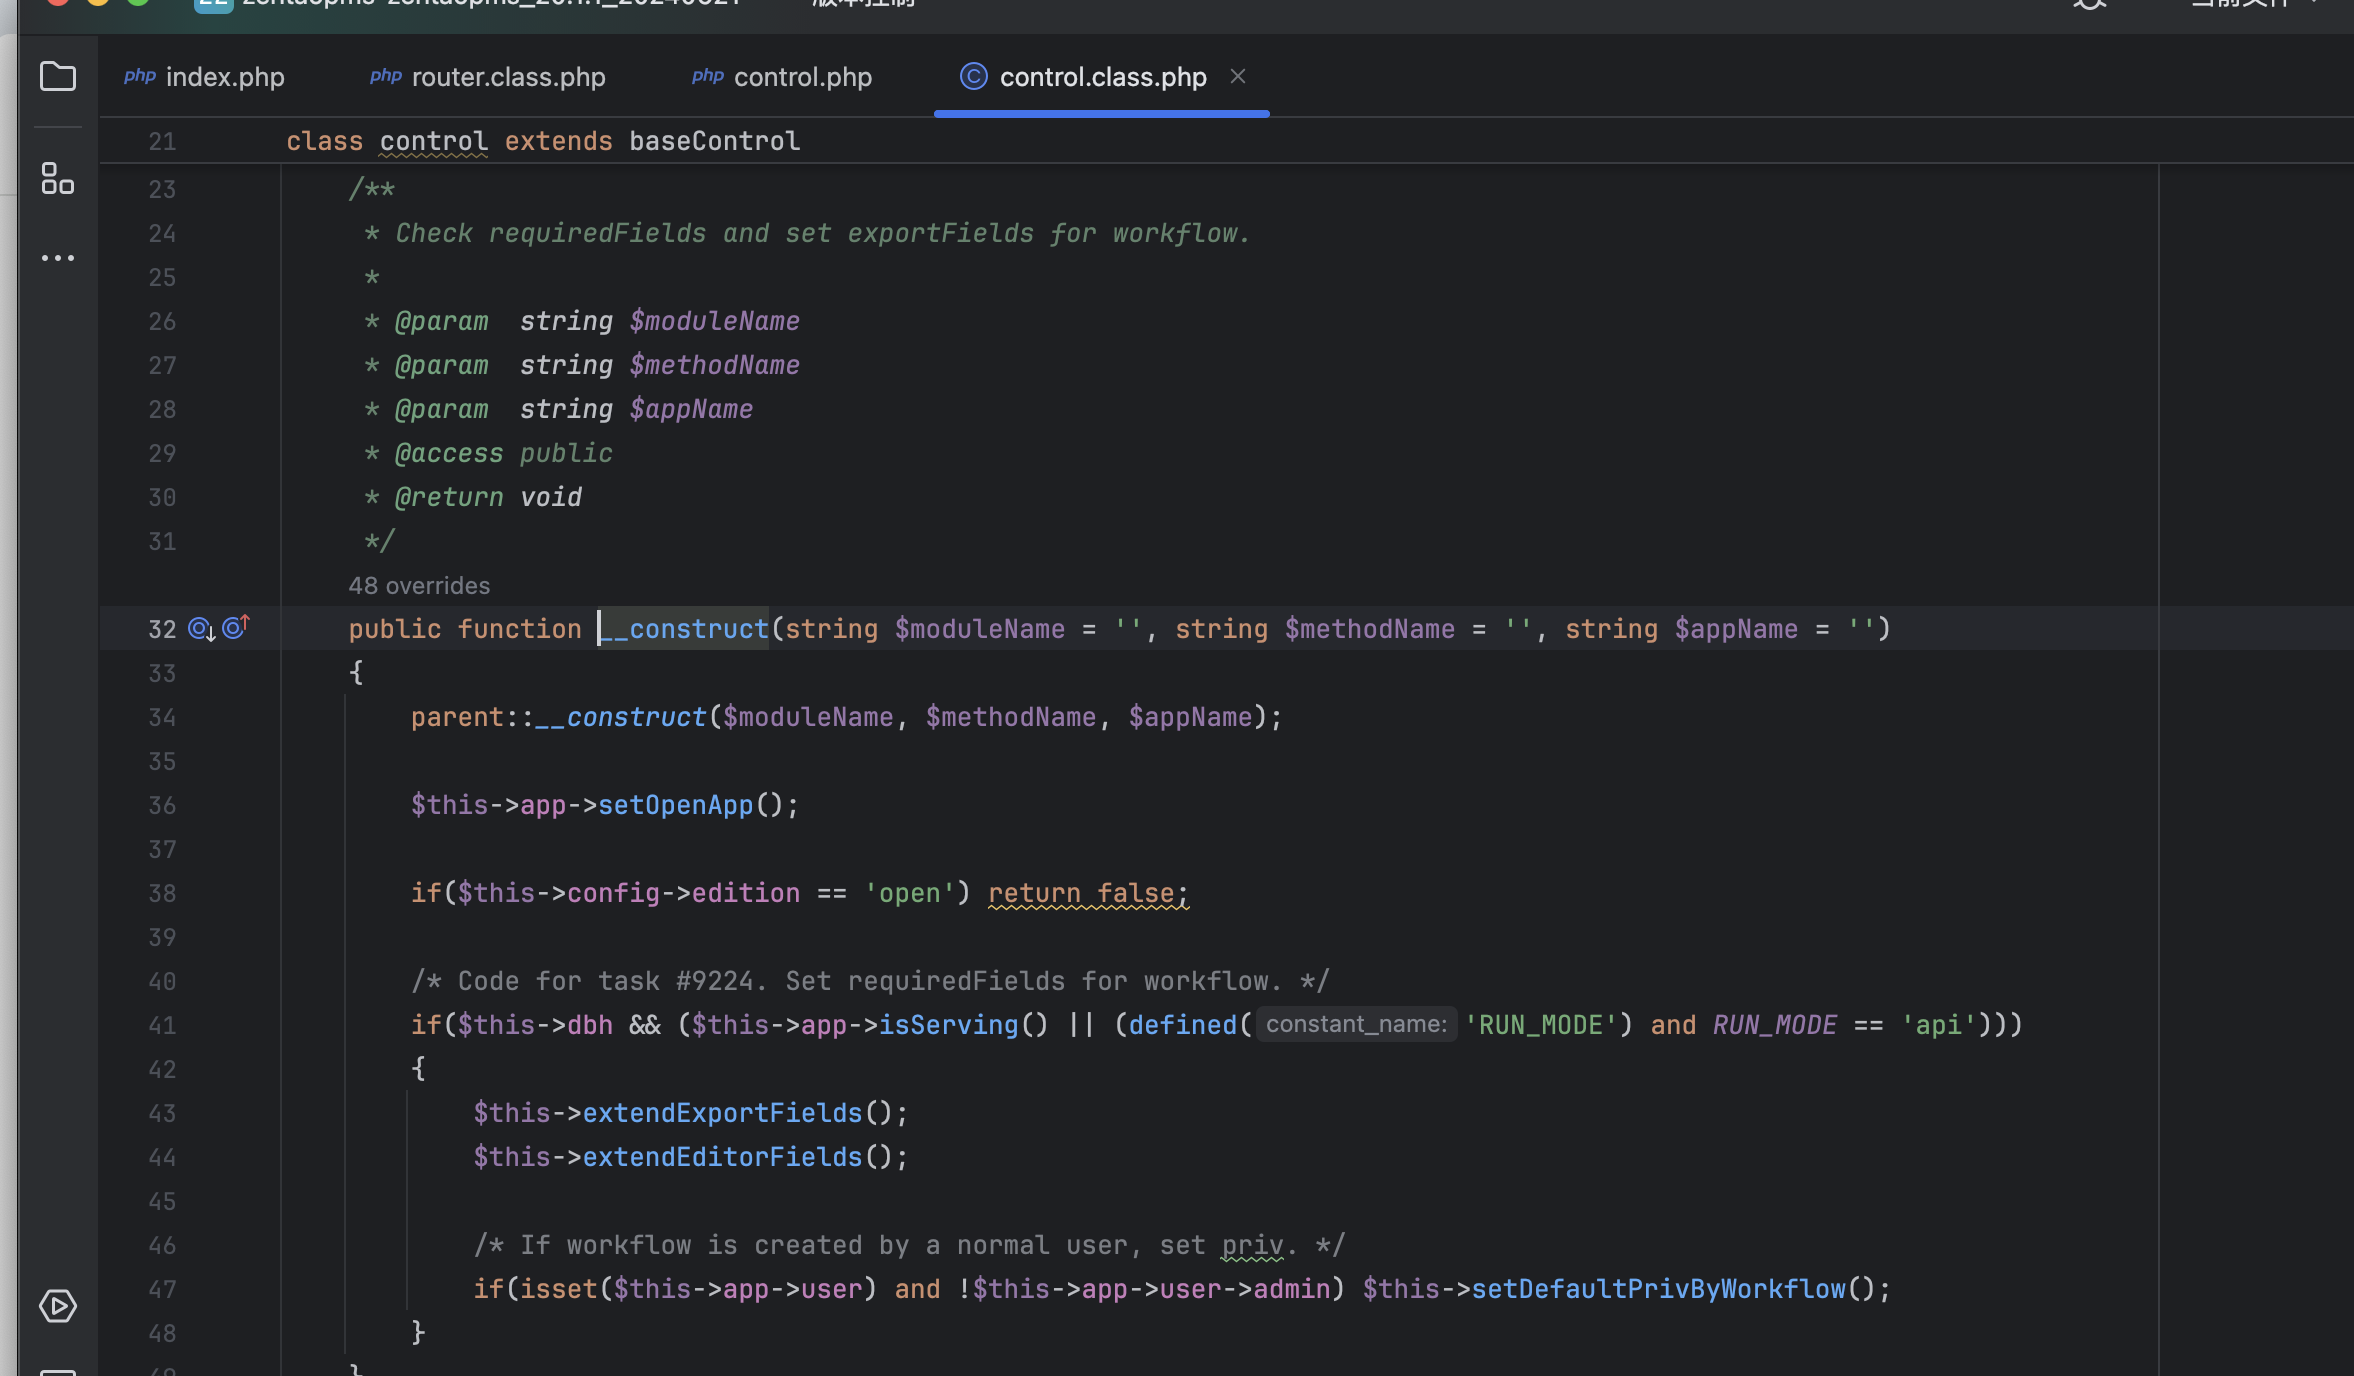 index.php
router.class.php
control.php
control.class.php
21 class control extends baseControl
23 /**
24 * Check requiredFields and set exportFields for workflow.
25 *
26 * @param string $moduleName
27 * @param string $methodName
28 * @param string $appName
29 * @access public
30 * @return void
31 */
48 overrides
32 public function __construct(string $moduleName = '', string $methodName = '', string $appName = '')
33 {
34 parent::__construct($moduleName, $methodName, $appName);
35
36 $this->app->setOpenApp();
37
38 if($this->config->edition == 'open') return false;
39
40 /* Code for task #9224. Set requiredFields for workflow. */
41 if($this->dbh && ($this->app->isServing() || (defined( constant_name: 'RUN_MODE') and RUN_MODE == 'api')))
42 {
43 $this->extendExportFields();
44 $this->extendEditorFields();
45
46 /* If workflow is created by a normal user, set priv. */
47 if(isset($this->app->user) and !$this->app->user->admin) $this->setDefaultPrivByWorkflow();
48 }
}